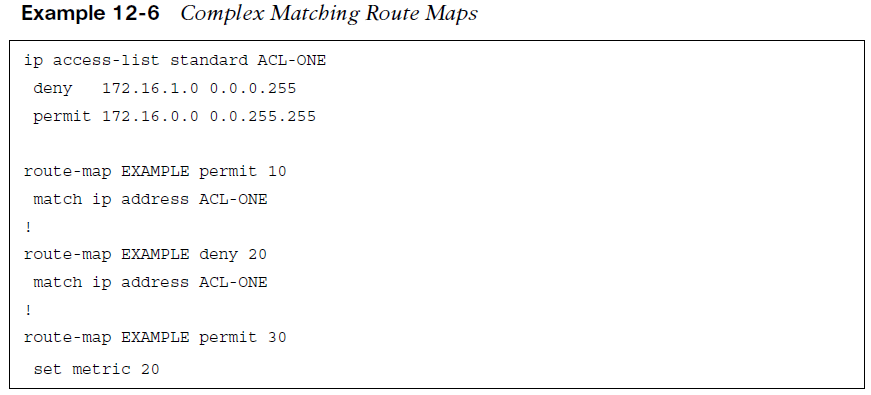 Example 12-6 Complex Matching Route Maps
ip access-list standard ACL-ONE
deny 172.16.1.0 0.0.0.255
permit 172.16.0.0 0.0.255.255
route-map EXAMPLE permit 10
match ip address ACL-ONE
!
route-map EXAMPLE deny 20
match ip address ACL-ONE
!
route-map EXAMPLE permit 30
set metric 20